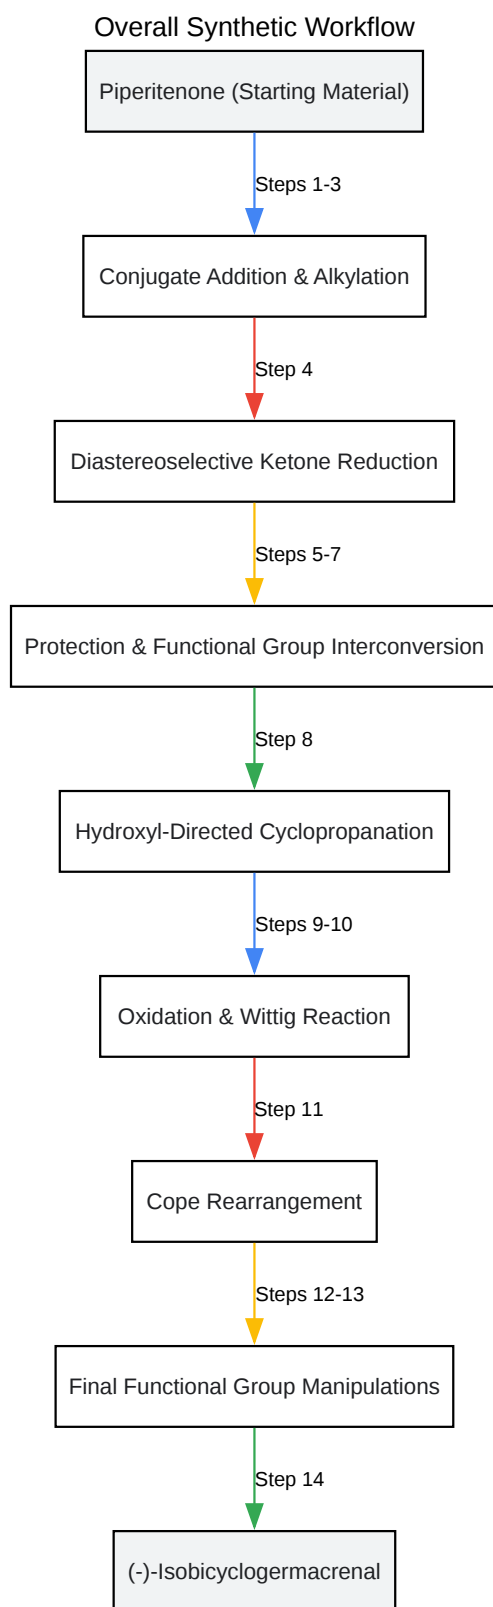 Overall Synthetic Workflow
Piperitenone (Starting Material)
Steps 1-3
Conjugate Addition & Alkylation
Step 4
Diastereoselective Ketone Reduction
Steps 5-7
Protection & Functional Group Interconversion
Step 8
Hydroxyl-Directed Cyclopropanation
Steps 9-10
Oxidation & Wittig Reaction
Step 11
Cope Rearrangement
Steps 12-13
Final Functional Group Manipulations
Step 14
(-)-Isobicyclogermacrenal